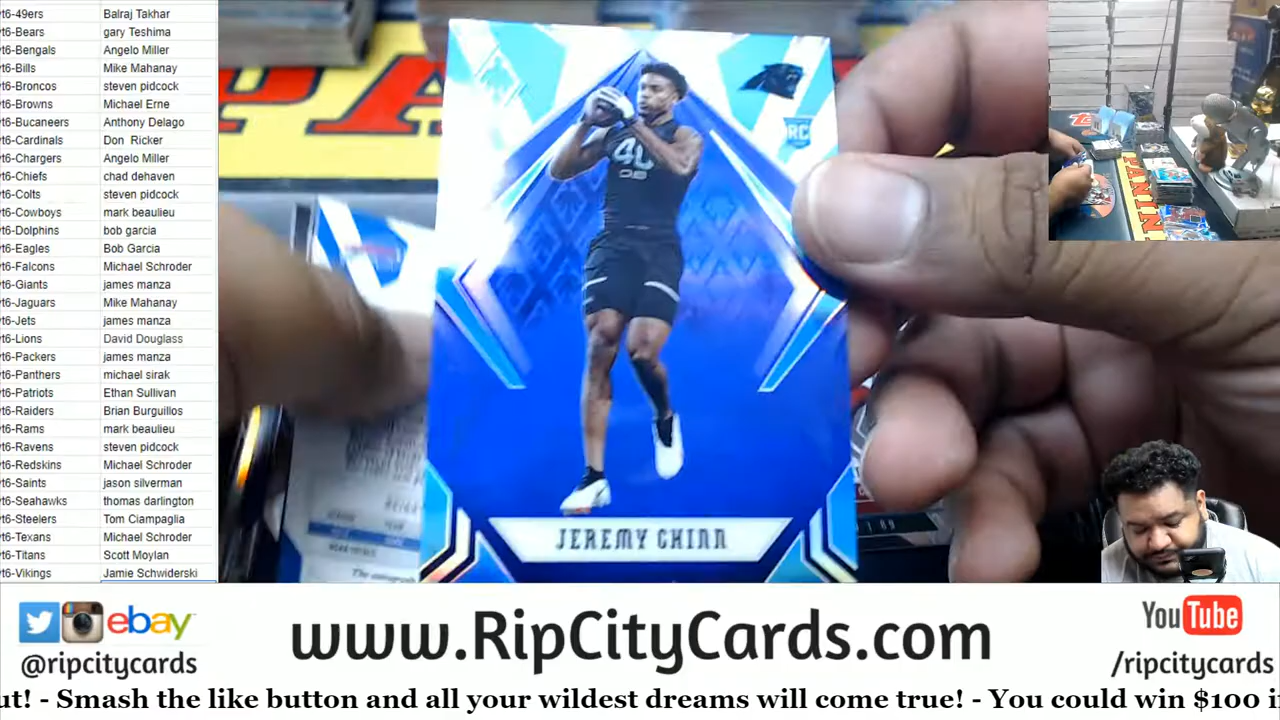 /t6-49ers Balraj Takhar
/t6-Bears gary Teshima
/t6-Bengals Angelo Miller
/t6-Bills Mike Mahanay
/t6-Broncos steven pidcock
/t6-Browns Michael Erne
/t6-Bucaneers Anthony Delago
/t6-Cardinals Don Ricker
/t6-Chargers Angelo Miller
/t6-Chiefs chad dehaven
/t6-Colts steven pidcock
/t6-Cowboys mark beaulieu
/t6-Dolphins bob garcia
/t6-Eagles Bob Garcia
/t6-Falcons Michael Schroder
/t6-Giants james manza
/t6-Jaguars Mike Mahanay
/t6-Jets james manza
/t6-Lions David Douglass
/t6-Packers james manza
/t6-Panthers michael sirak
/t6-Patriots Ethan Sullivan
/t6-Raiders Brian Burguillos
/t6-Rams mark beaulieu
/t6-Ravens steven pidcock
/t6-Redskins Michael Schroder
/t6-Saints jason silverman
/t6-Seahawks thomas darlington
/t6-Steelers Tom Ciampaglia
/t6-Texans Michael Schroder
/t6-Titans Scott Moylan
/t6-Vikings Jamie Schwiderski
RC
40
DB
JEREMY CHINN
PANINI
ebay
@ripcitycards
www.RipCityCards.com
YouTube
/ripcitycards
ut! - Smash the like button and all your wildest dreams will come true! - You could win $100 i